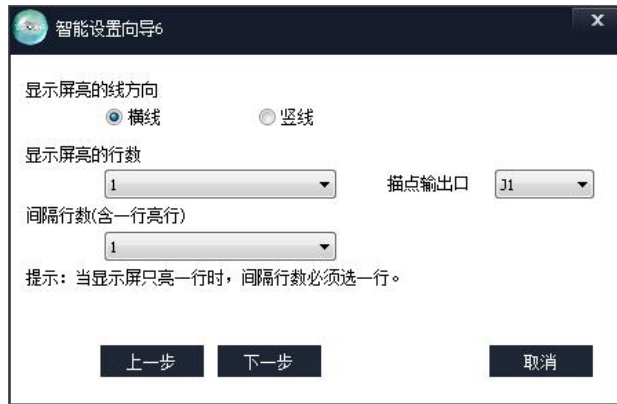 智能设置向导6
x
显示屏亮的线方向
横线 竖线
显示屏亮的行数
1 描点输出口 J1
间隔行数(含一行亮行)
1
提示：当显示屏只亮一行时，间隔行数必须选一行。
上一步 下一步 取消